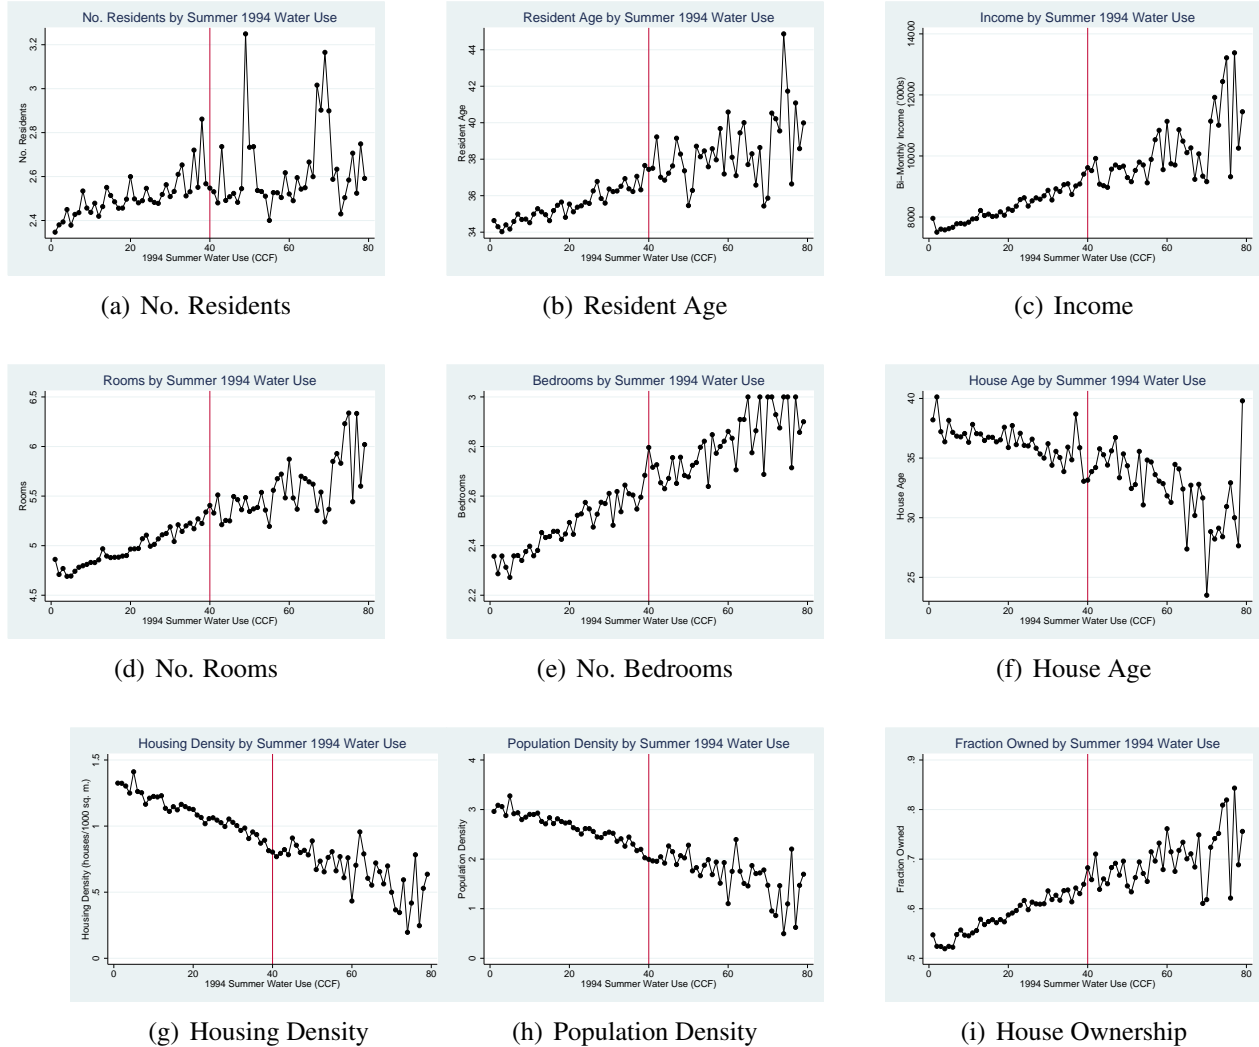 No. Residents by Summer 1994 Water Use
No. Residents
3.2
3
2.8
2.6
2.4
0 20 40 60 80
1994 Summer Water Use (CCF)
(a) No. Residents
Resident Age by Summer 1994 Water Use
Resident Age
44
42
40
38
36
34
0 20 40 60 80
1994 Summer Water Use (CCF)
(b) Resident Age
Income by Summer 1994 Water Use
Bi-Monthly Income ('000s)
14000
12000
10000
8000
0 20 40 60 80
1994 Summer Water Use (CCF)
(c) Income
Rooms by Summer 1994 Water Use
Rooms
6.5
6
5.5
5
4.5
0 20 40 60 80
1994 Summer Water Use (CCF)
(d) No. Rooms
Bedrooms by Summer 1994 Water Use
Bedrooms
3
2.8
2.6
2.4
2.2
0 20 40 60 80
1994 Summer Water Use (CCF)
(e) No. Bedrooms
House Age by Summer 1994 Water Use
House Age
40
35
30
25
0 20 40 60 80
1994 Summer Water Use (CCF)
(f) House Age
Housing Density by Summer 1994 Water Use
Housing Density (houses/1000 sq. m.)
1.5
1
.5
0
0 20 40 60 80
1994 Summer Water Use (CCF)
(g) Housing Density
Population Density by Summer 1994 Water Use
Population Density
4
3
2
1
0
0 20 40 60 80
1994 Summer Water Use (CCF)
(h) Population Density
Fraction Owned by Summer 1994 Water Use
Fraction Owned
.9
.8
.7
.6
.5
0 20 40 60 80
1994 Summer Water Use (CCF)
(i) House Ownership